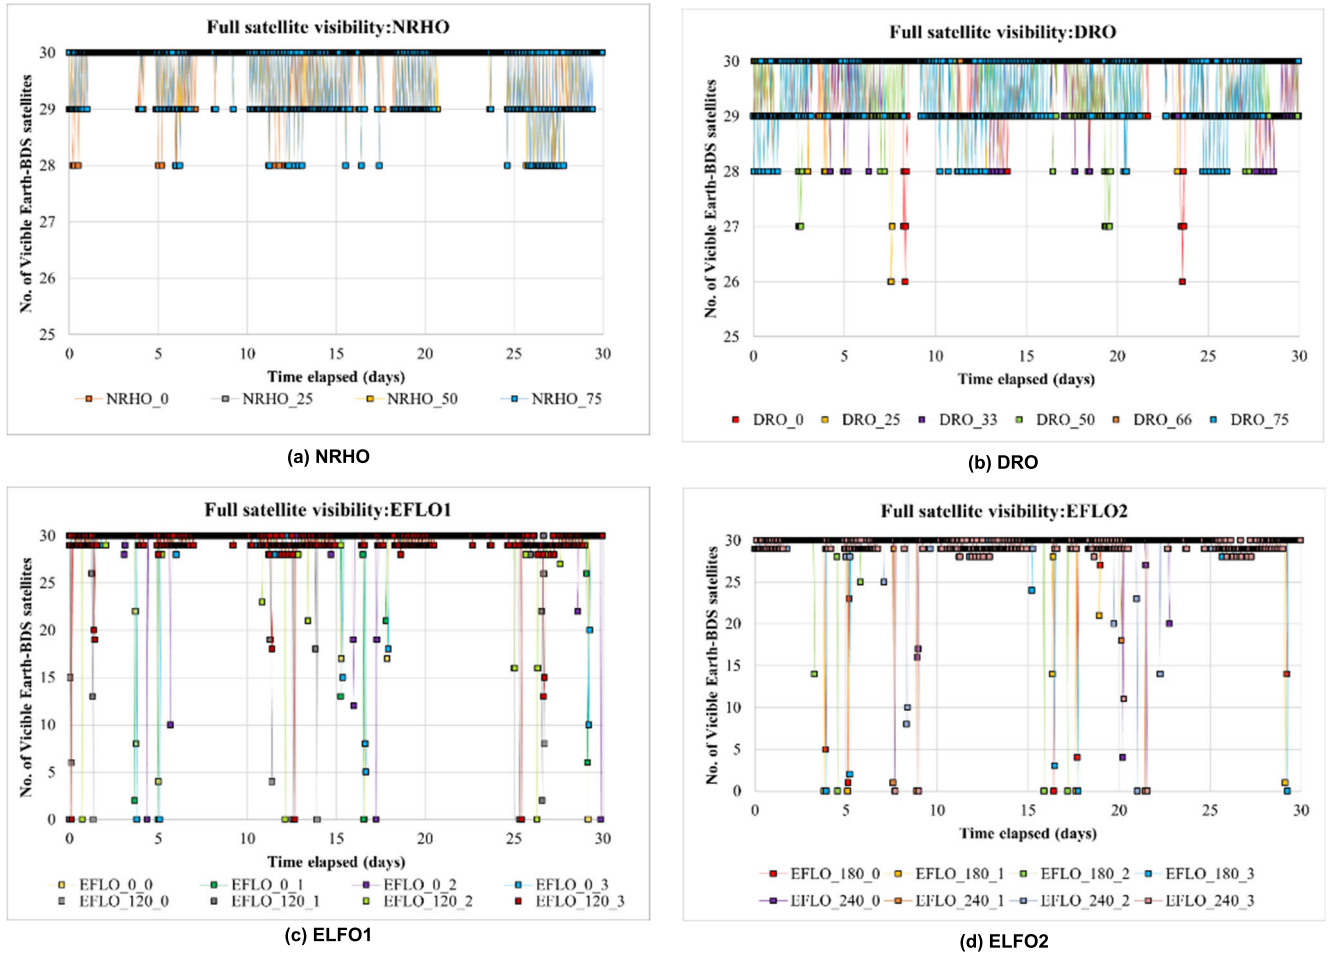 Full satellite visibility:NRHO
No. of Vicible Earth-BDS satellites
30
29
28
27
26
25
0 5 10 15 20 25 30
Time elapsed (days)
NRHO_0 NRHO_25 NRHO_50 NRHO_75
(a) NRHO
Full satellite visibility:DRO
No. of Vicible Earth-BDS satellites
30
29
28
27
26
25
0 5 10 15 20 25 30
Time elapsed (days)
DRO_0 DRO_25 DRO_33 DRO_50 DRO_66 DRO_75
(b) DRO
Full satellite visibility:EFLO1
No. of Vicible Earth-BDS satellites
30
25
20
15
10
5
0
0 5 10 15 20 25 30
Time elapsed (days)
EFLO_0_0 EFLO_0_1 EFLO_0_2 EFLO_0_3
EFLO_120_0 EFLO_120_1 EFLO_120_2 EFLO_120_3
(c) ELFO1
Full satellite visibility:EFLO2
No. of Vicible Earth-BDS satellites
30
25
20
15
10
5
0
0 5 10 15 20 25 30
Time elapsed (days)
EFLO_180_0 EFLO_180_1 EFLO_180_2 EFLO_180_3
EFLO_240_0 EFLO_240_1 EFLO_240_2 EFLO_240_3
(d) ELFO2